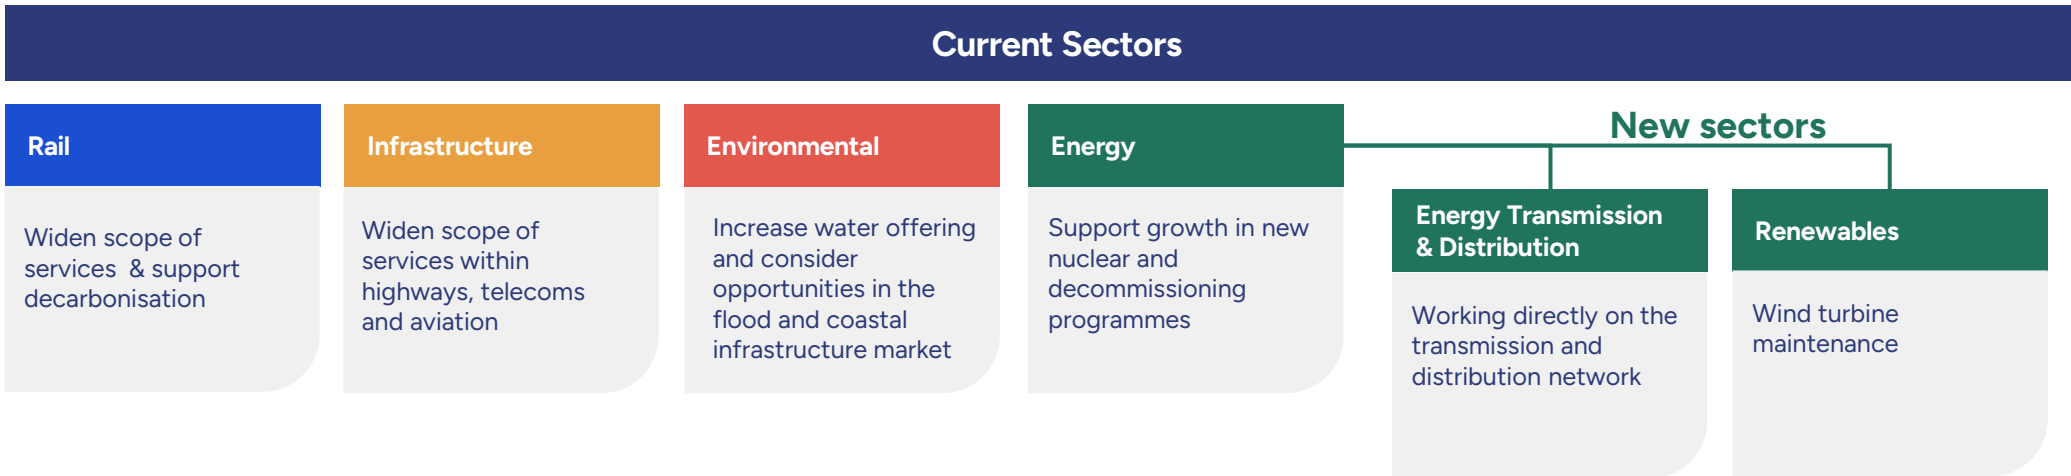 Current Sectors
Rail
Widen scope of
services & support
decarbonisation
Infrastructure
Widen scope of
services within
highways, telecoms
and aviation
Environmental
Increase water offering
and consider
opportunities in the
flood and coastal
infrastructure market
Energy
Support growth in new
nuclear and
decommissioning
programmes
New sectors
Energy Transmission
& Distribution
Working directly on the
transmission and
distribution network
Renewables
Wind turbine
maintenance